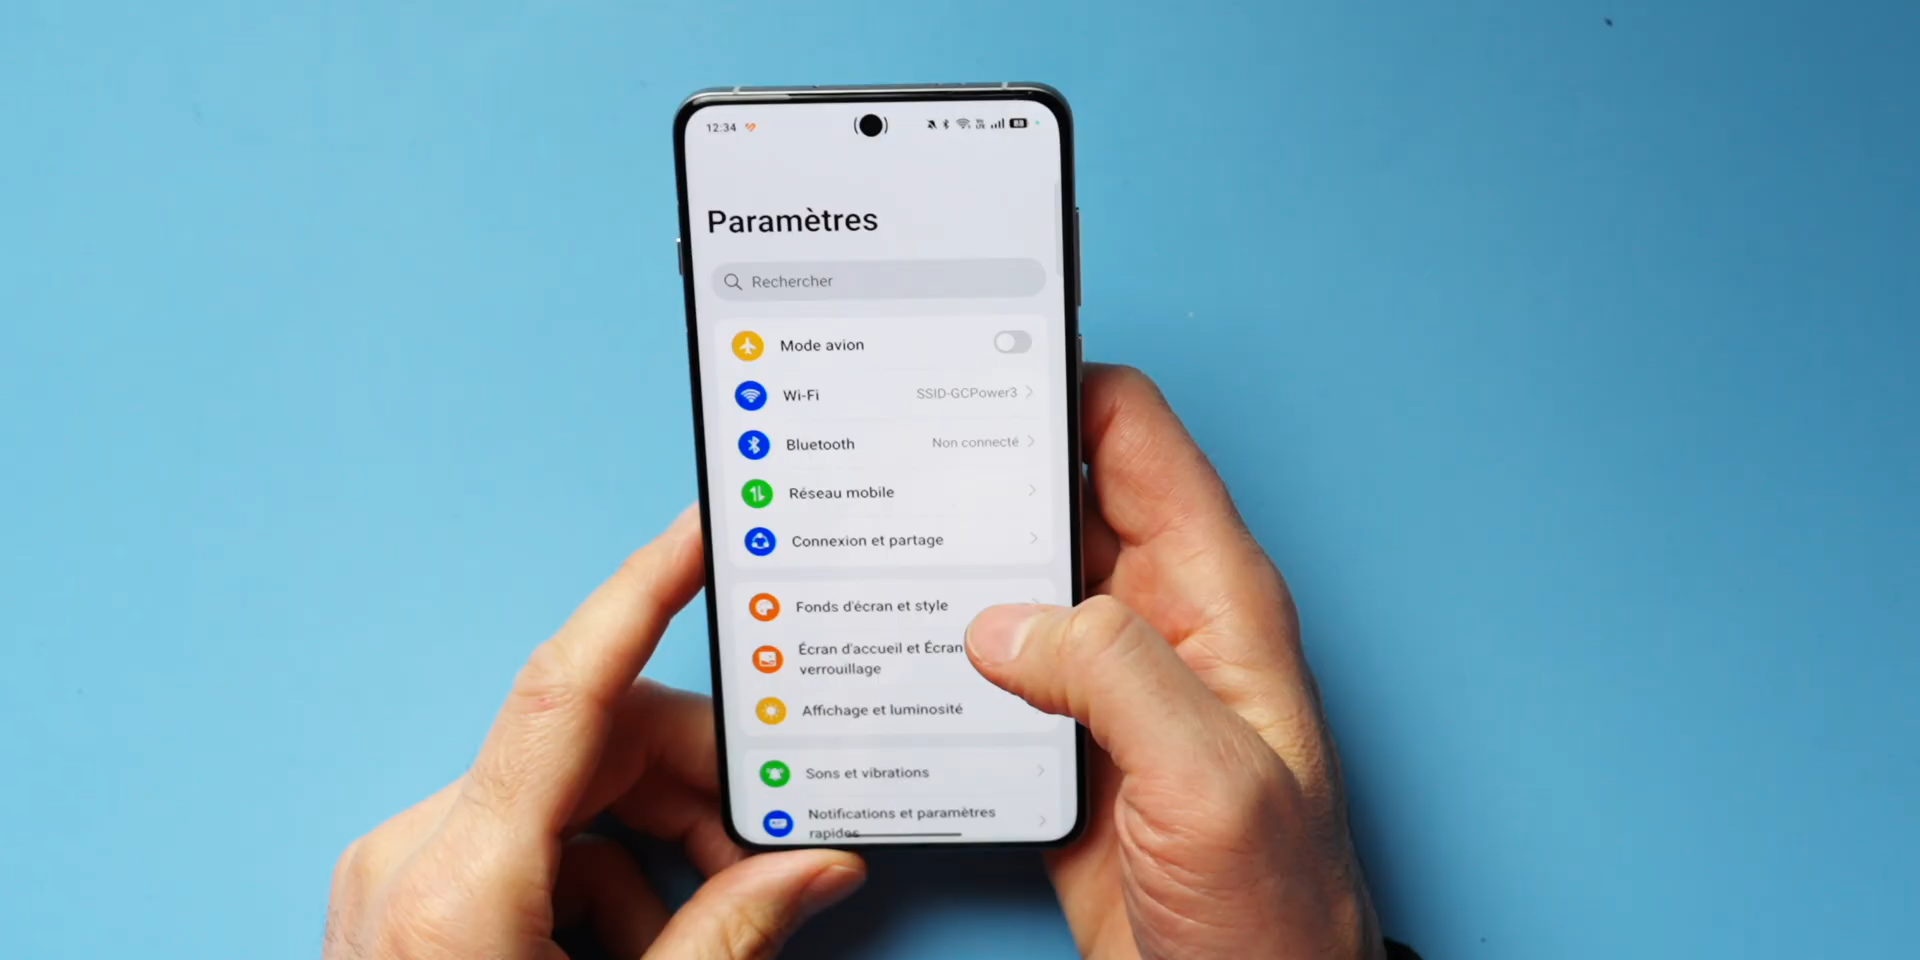 12:34
Paramètres
Rechercher
Mode avion
Wi-Fi SSID-GCPower3
Bluetooth Non connecté
Réseau mobile
Connexion et partage
Fonds d'écran et style
Écran d'accueil et Écran
verrouillage
Affichage et luminosité
Sons et vibrations
Notifications et paramètres
rapides